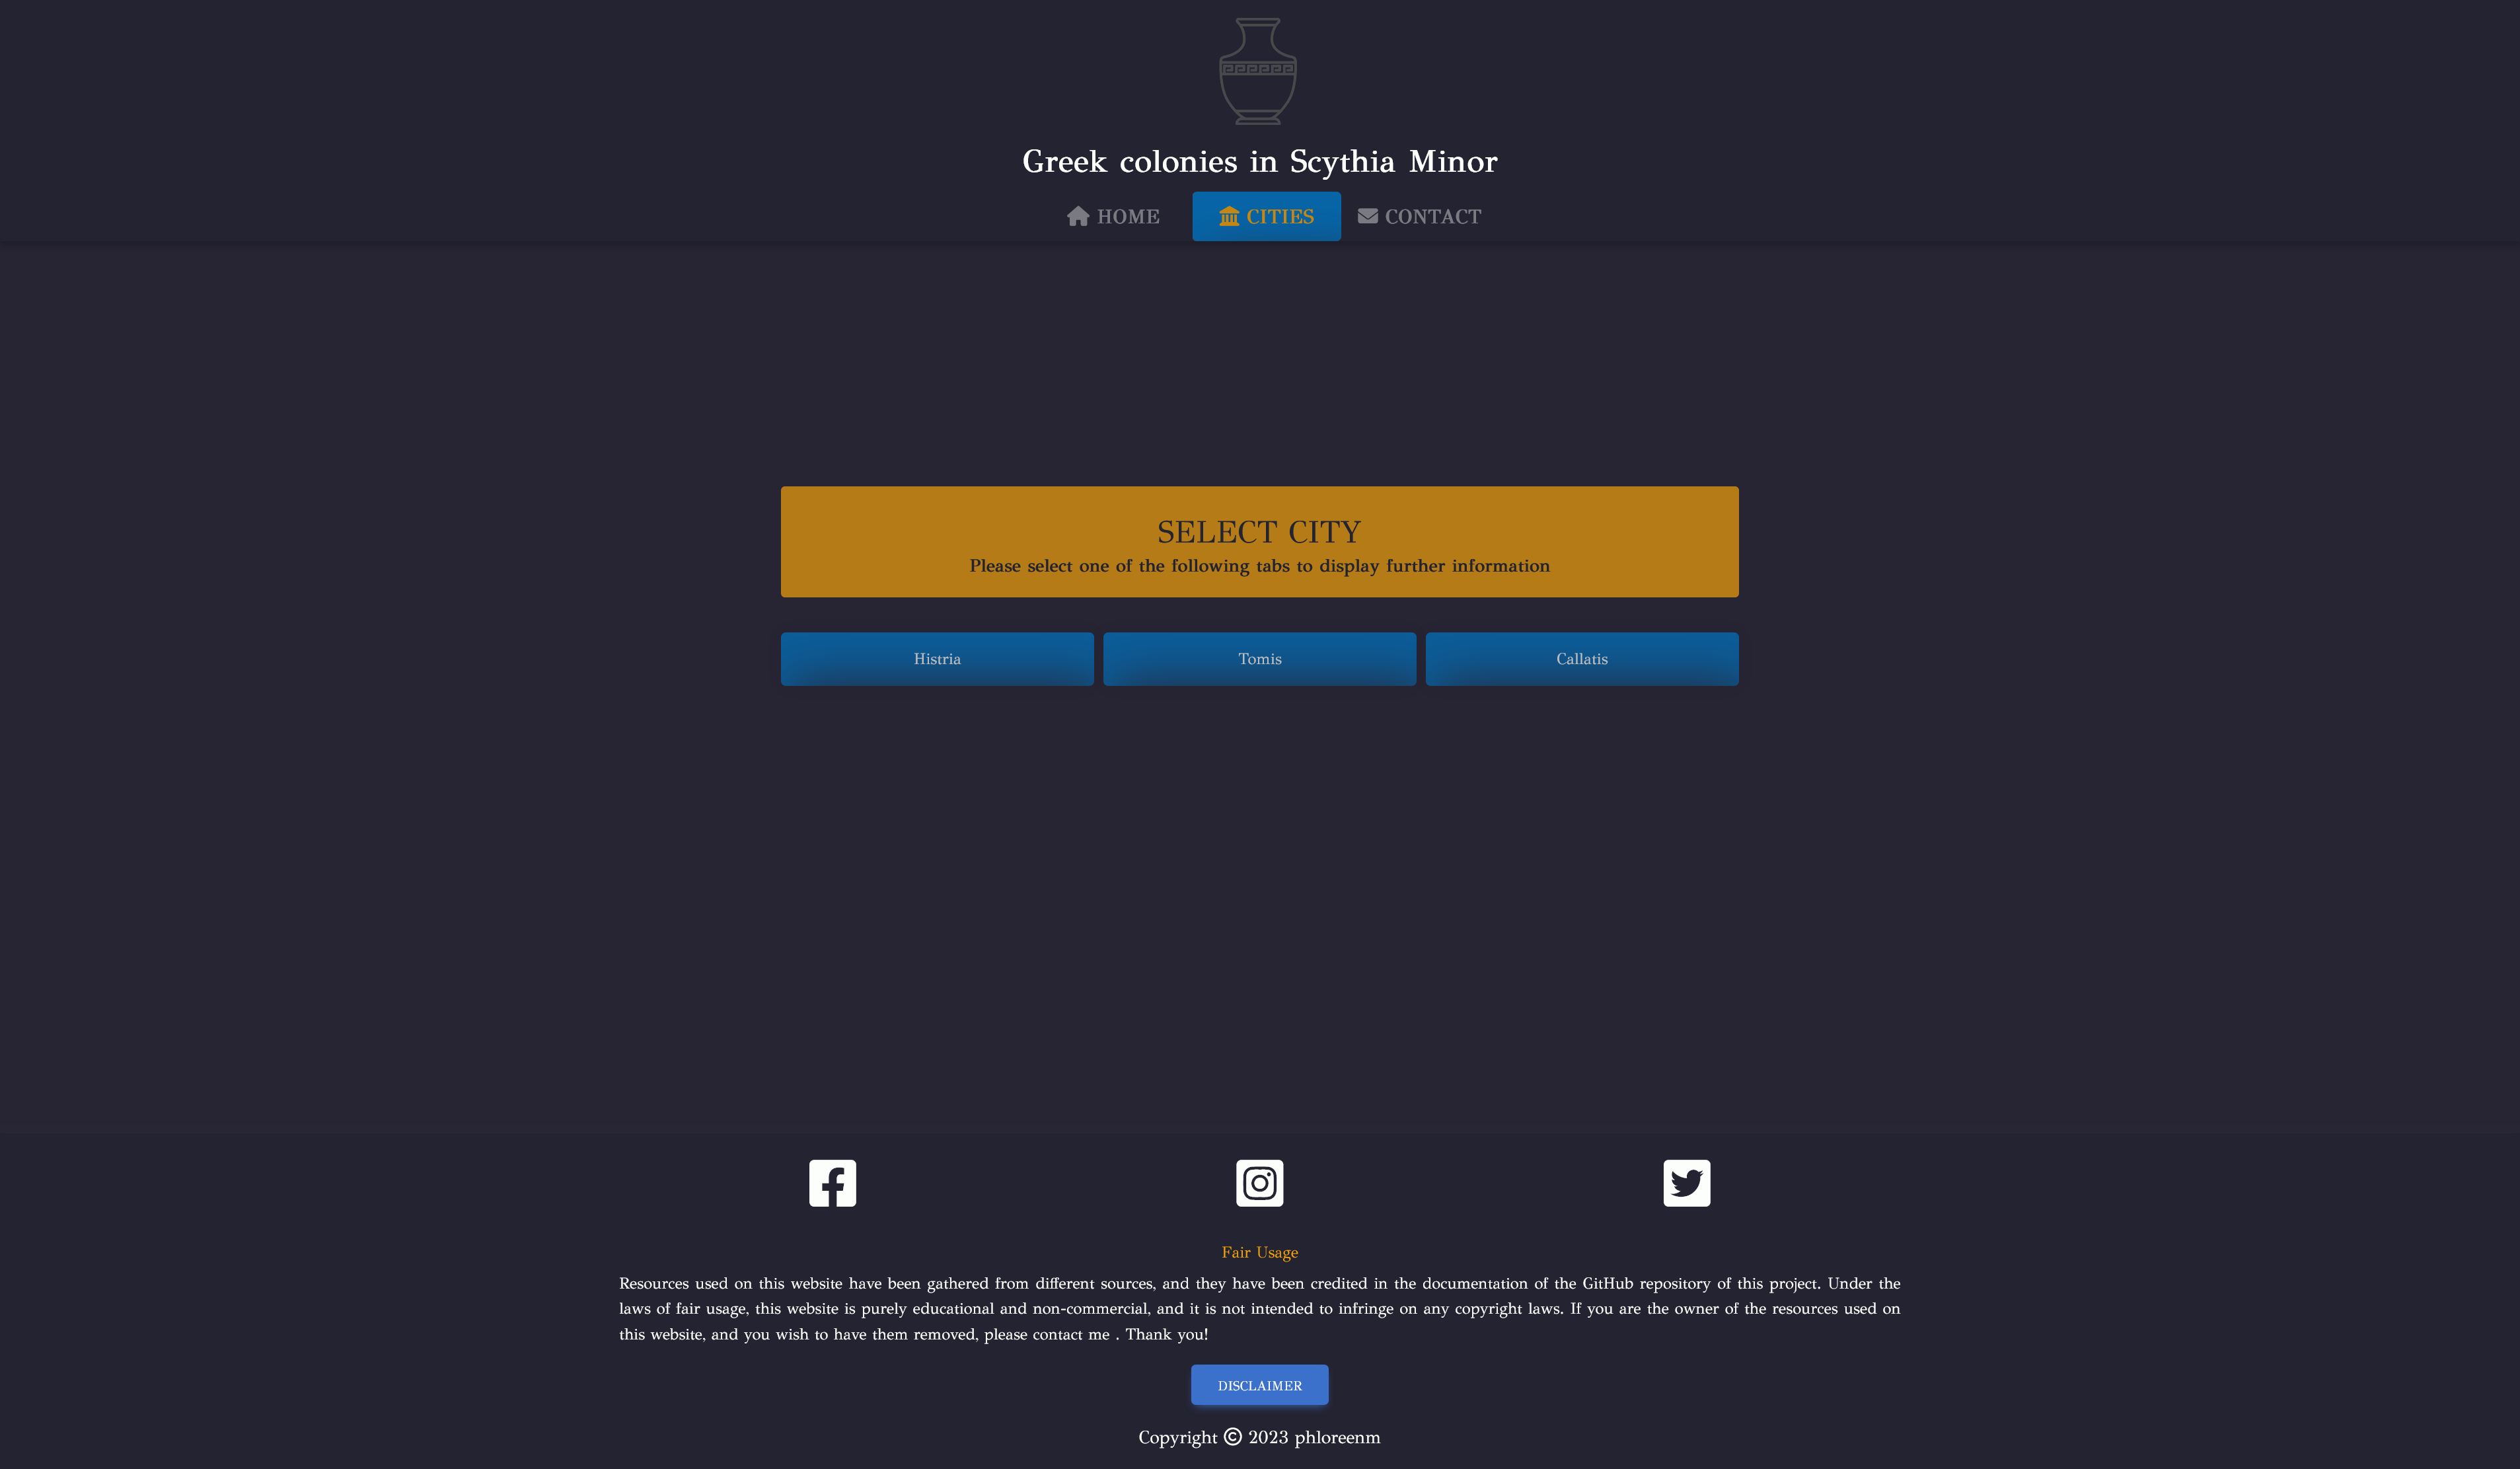 Greek colonies in Scythia Minor
HOME CITIES CONTACT
SELECT CITY
Please select one of the following tabs to display further information
Histria Tomis Callatis
Fair Usage
Resources used on this website have been gathered from different sources, and they have been credited in the documentation of the GitHub repository of this project. Under the
laws of fair usage, this website is purely educational and non-commercial, and it is not intended to infringe on any copyright laws. If you are the owner of the resources used on
this website, and you wish to have them removed, please contact me . Thank you!
DISCLAIMER
Copyright © 2023 phloreenm